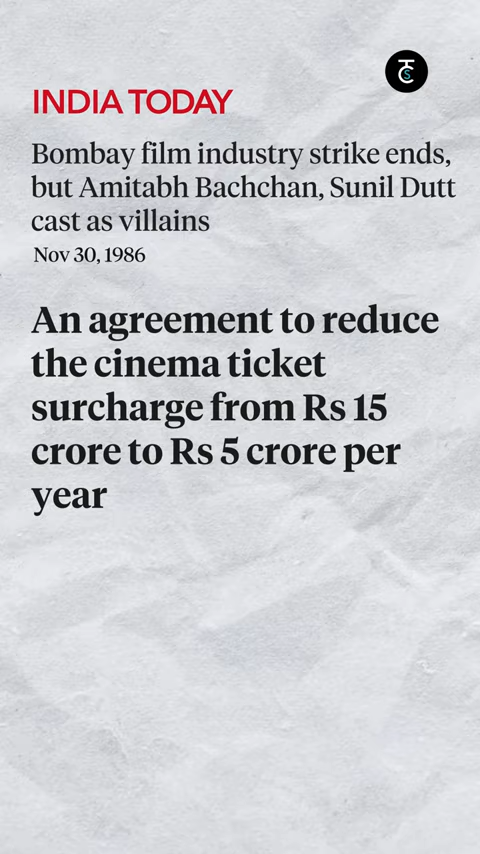 INDIA TODAY
Bombay film industry strike ends,
but Amitabh Bachchan, Sunil Dutt
cast as villains
Nov 30, 1986
An agreement to reduce
the cinema ticket
surcharge from Rs 15
crore to Rs 5 crore per
year